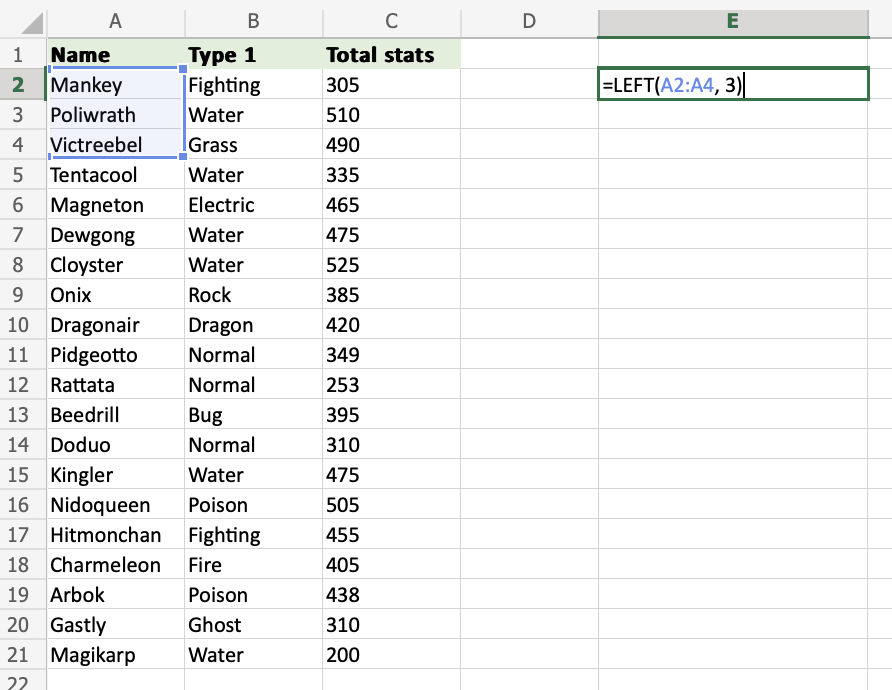 A B C D E
1 Name Type 1 Total stats
2 Mankey Fighting 305 =LEFT(A2:A4, 3)
3 Poliwrath Water 510
4 Victreebel Grass 490
5 Tentacool Water 335
6 Magneton Electric 465
7 Dewgong Water 475
8 Cloyster Water 525
9 Onix Rock 385
10 Dragonair Dragon 420
11 Pidgeotto Normal 349
12 Rattata Normal 253
13 Beedrill Bug 395
14 Doduo Normal 310
15 Kingler Water 475
16 Nidoqueen Poison 505
17 Hitmonchan Fighting 455
18 Charmeleon Fire 405
19 Arbok Poison 438
20 Gastly Ghost 310
21 Magikarp Water 200
22